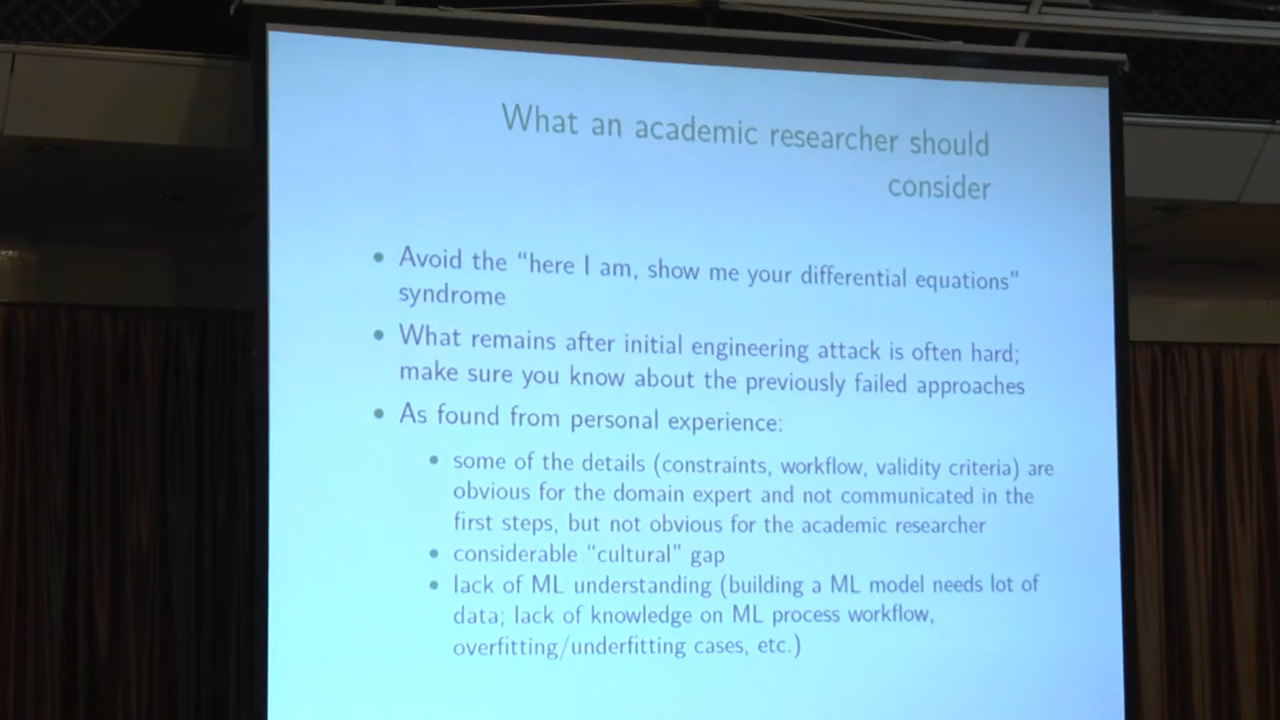 What an academic researcher should
consider
• Avoid the “here I am, show me your differential equations”
syndrome
• What remains after initial engineering attack is often hard;
make sure you know about the previously failed approaches
• As found from personal experience:
• some of the details (constraints, workflow, validity criteria) are
obvious for the domain expert and not communicated in the
first steps, but not obvious for the academic researcher
• considerable “cultural” gap
• lack of ML understanding (building a ML model needs lot of
data; lack of knowledge on ML process workflow,
overfitting/underfitting cases, etc.)